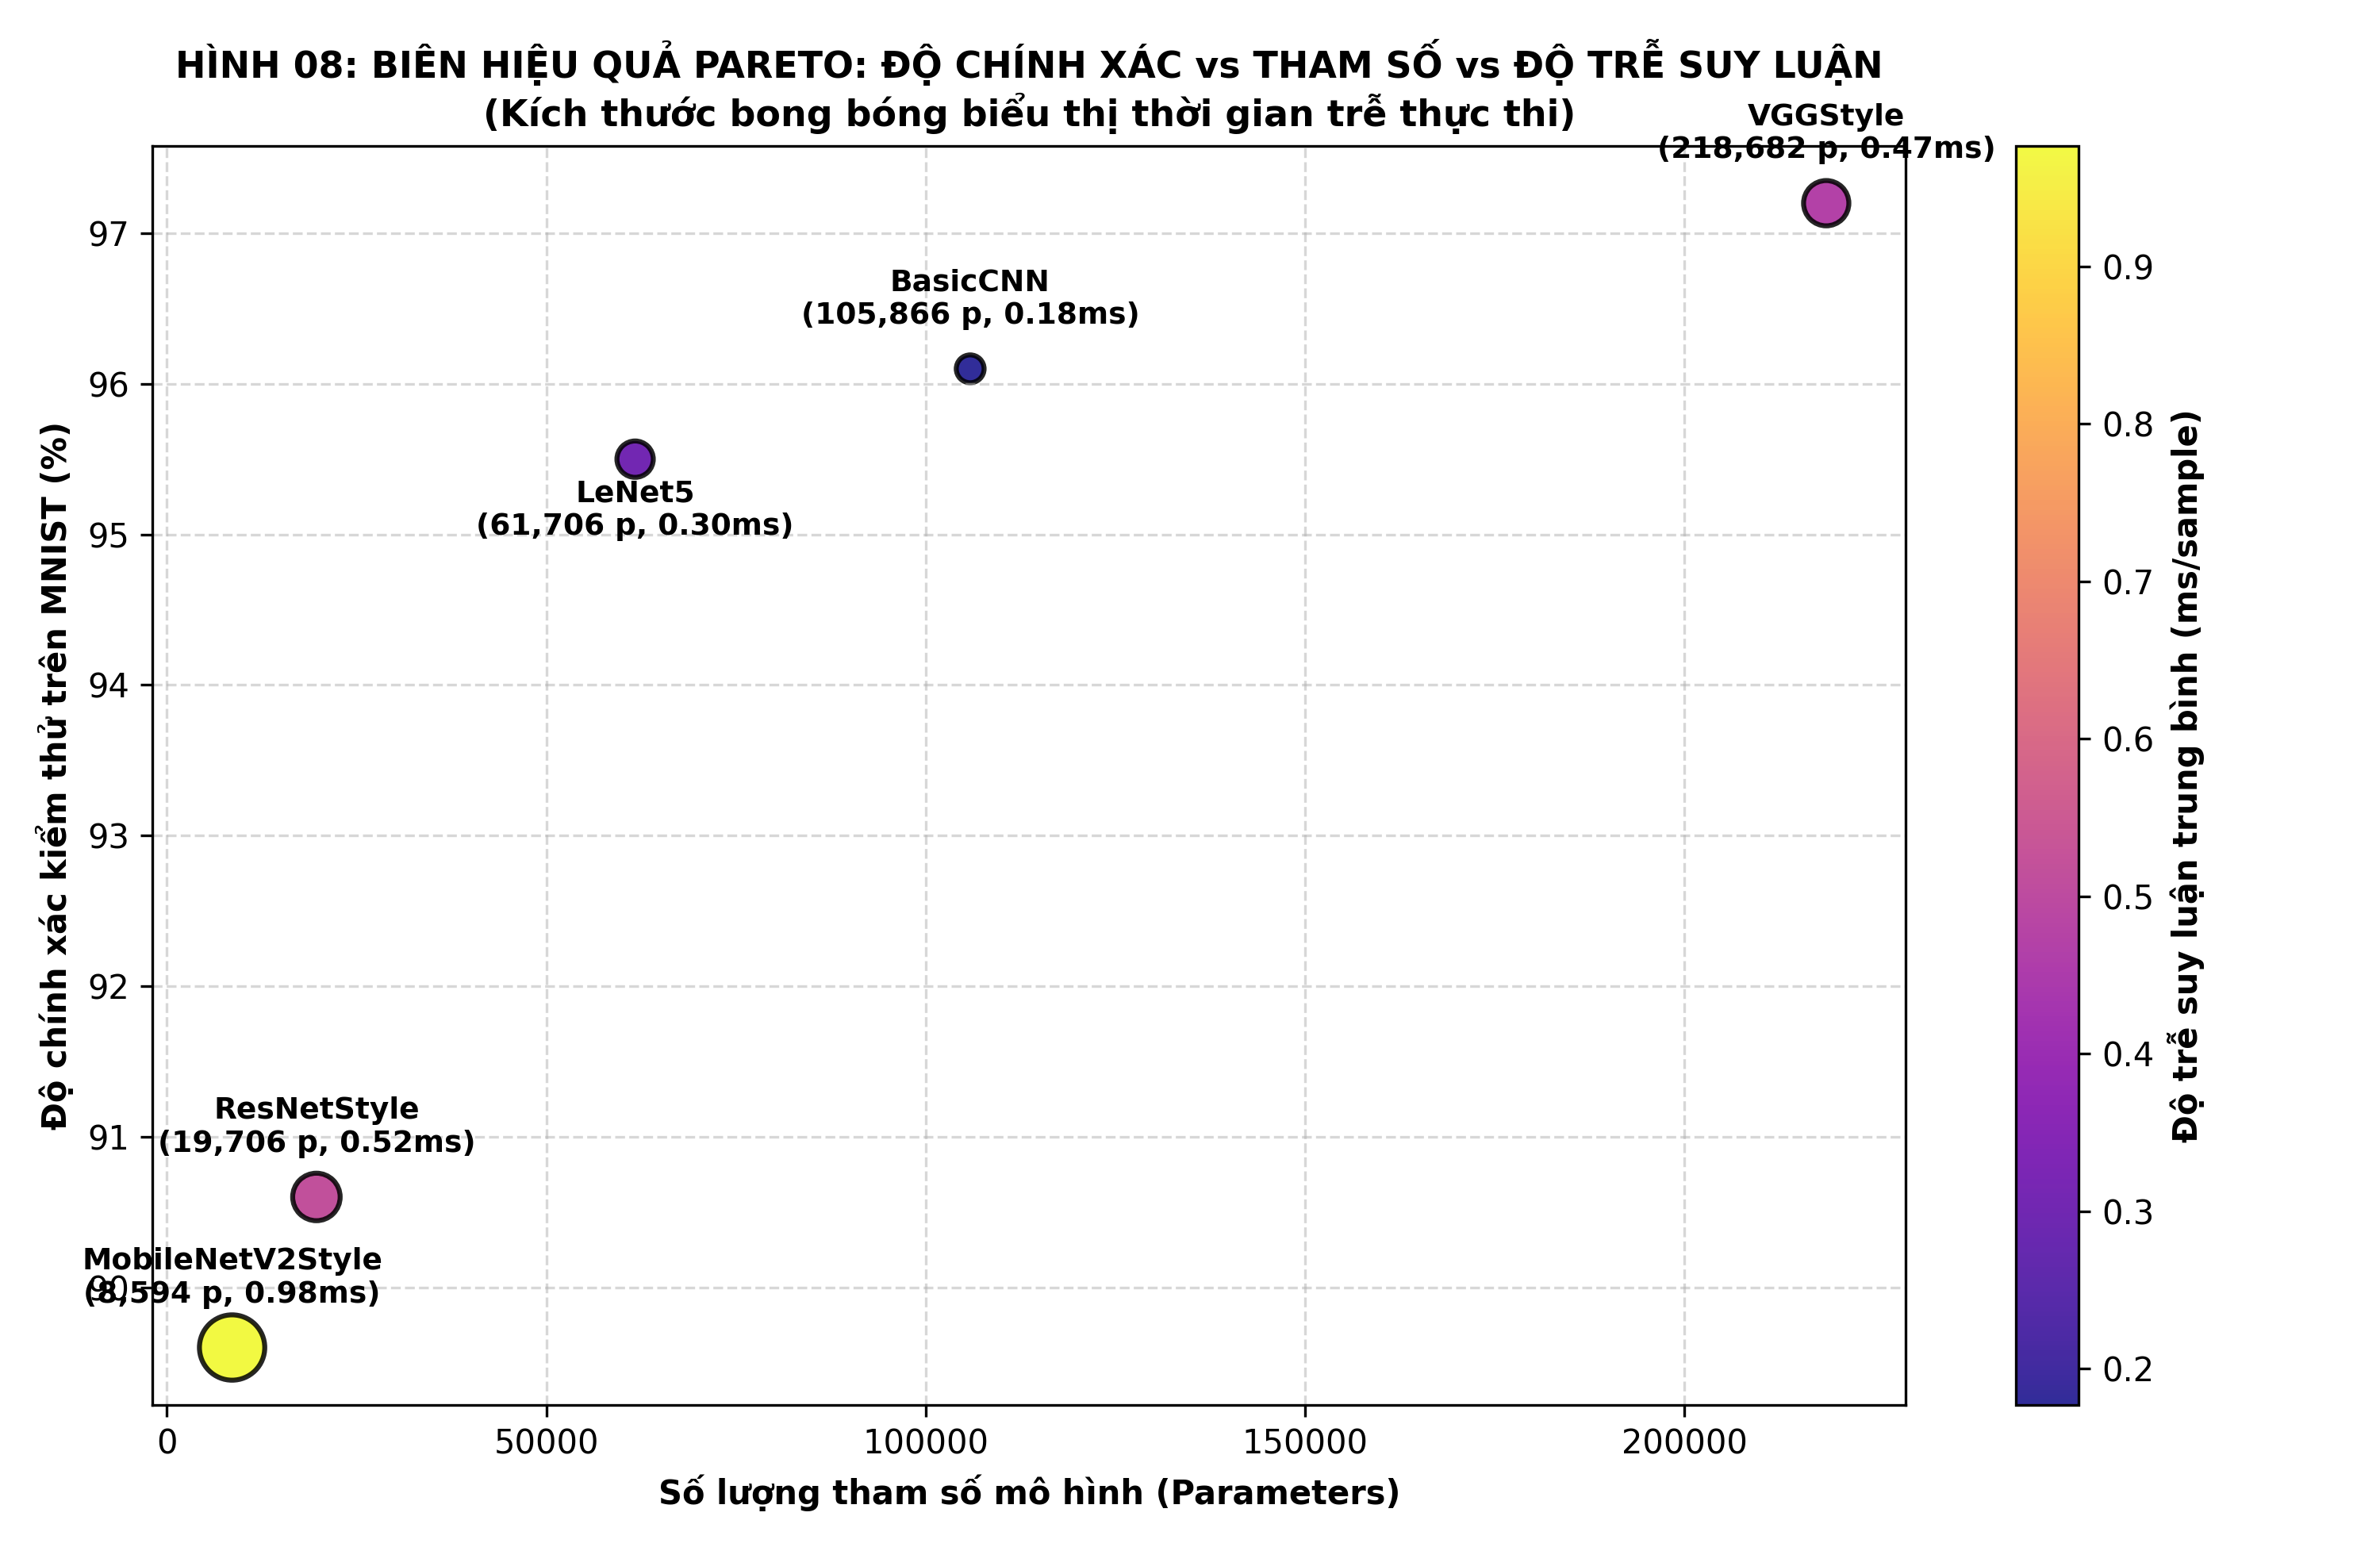 HÌNH 08: BIÊN HIỆU QUẢ PARETO: ĐỘ CHÍNH XÁC vs THAM SỐ vs ĐỘ TRỄ SUY LUẬN
(Kích thước bong bóng biểu thị thời gian trễ thực thi)
VGGStyle
(218,682 p, 0.47ms)
BasicCNN
(105,866 p, 0.18ms)
LeNet5
(61,706 p, 0.30ms)
ResNetStyle
(19,706 p, 0.52ms)
MobileNetV2Style
(8,594 p, 0.98ms)
Độ chính xác kiểm thử trên MNIST (%)
97
96
95
94
93
92
91
90
0
50000
100000
150000
200000
Số lượng tham số mô hình (Parameters)
0.9
0.8
0.7
0.6
0.5
0.4
0.3
0.2
Độ trễ suy luận trung bình (ms/sample)